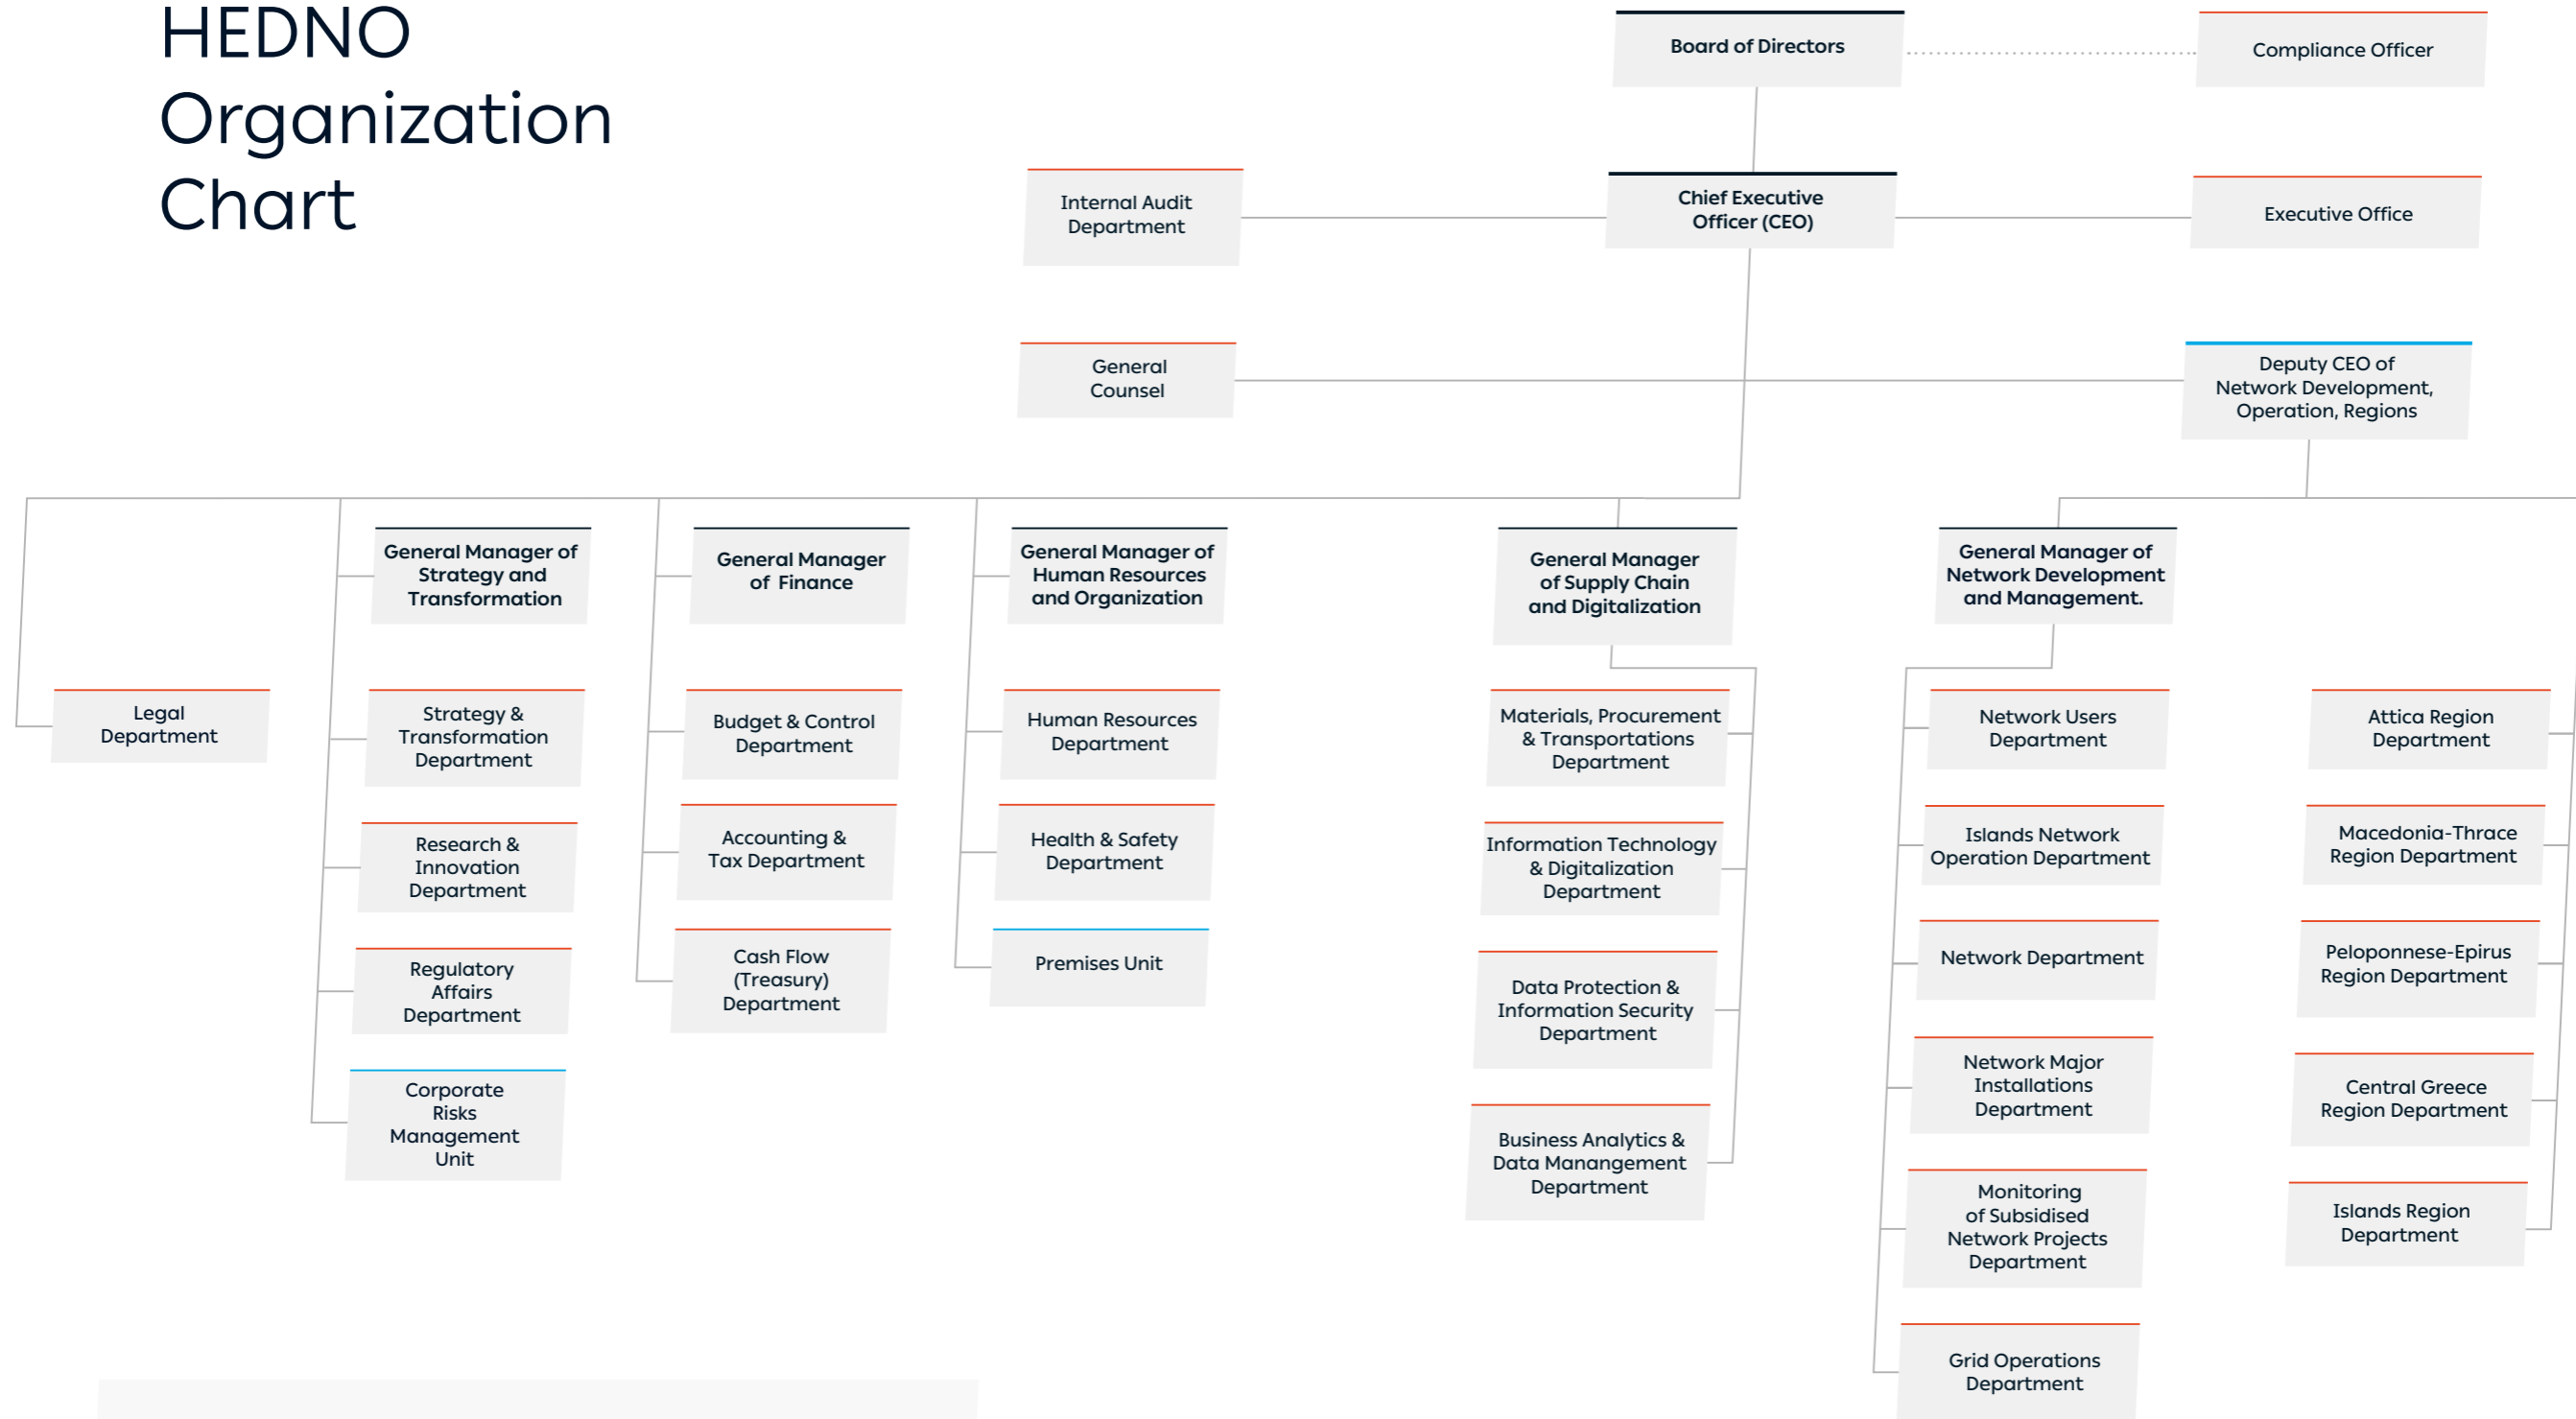 HEDNO
Organization
Chart
Board of Directors
Compliance Officer
Internal Audit
Department
Chief Executive
Officer (CEO)
Executive Office
General
Counsel
Deputy CEO of
Network Development,
Operation, Regions
General Manager of
Strategy and
Transformation
General Manager
of Finance
General Manager of
Human Resources
and Organization
General Manager
of Supply Chain
and Digitalization
General Manager of
Network Development
and Management.
Legal
Department
Strategy &
Transformation
Department
Research &
Innovation
Department
Regulatory
Affairs
Department
Corporate
Risks
Management
Unit
Budget & Control
Department
Accounting &
Tax Department
Cash Flow
(Treasury)
Department
Human Resources
Department
Health & Safety
Department
Premises Unit
Materials, Procurement
& Transportations
Department
Information Technology
& Digitalization
Department
Data Protection &
Information Security
Department
Business Analytics &
Data Manangement
Department
Network Users
Department
Islands Network
Operation Department
Network Department
Network Major
Installations
Department
Monitoring
of Subsidised
Network Projects
Department
Grid Operations
Department
Attica Region
Department
Macedonia-Thrace
Region Department
Peloponnese-Epirus
Region Department
Central Greece
Region Department
Islands Region
Department